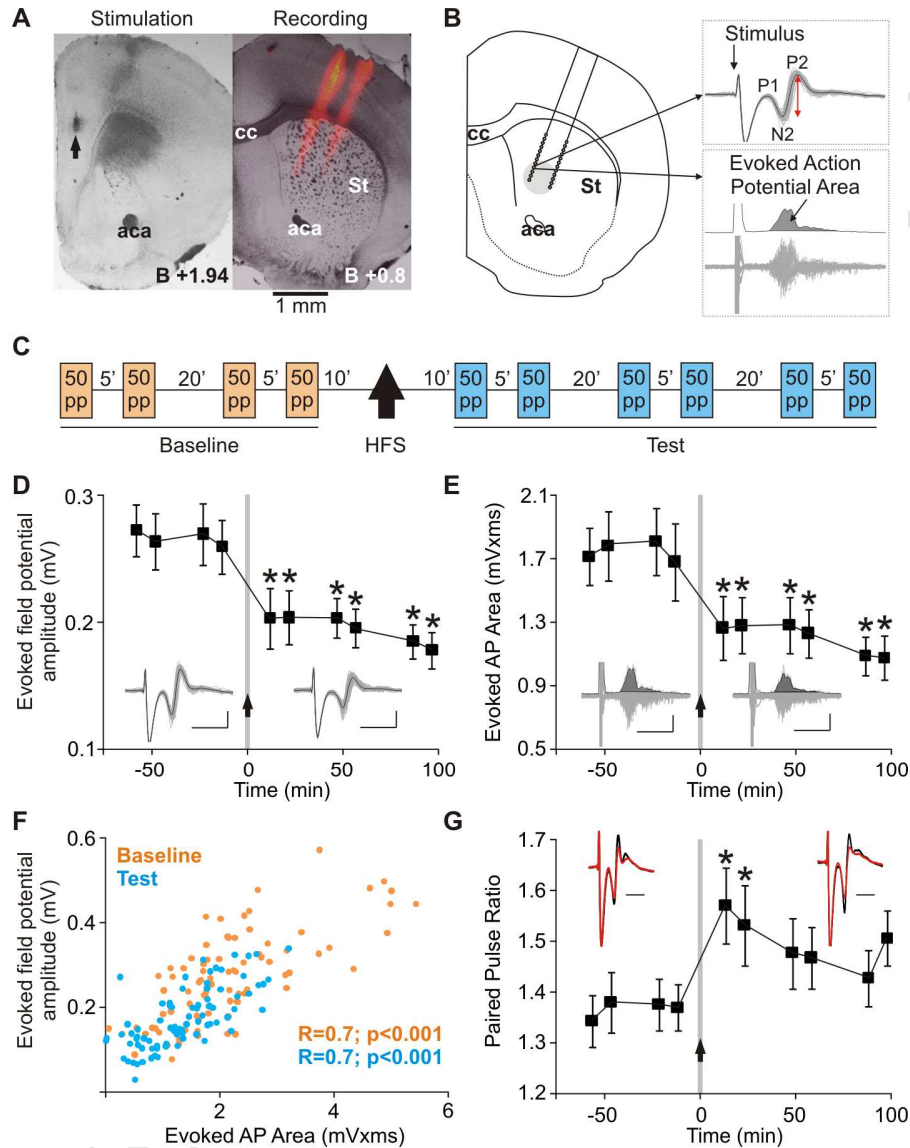 A
Stimulation
Recording
cc
St
aca
aca
B +1.94
B +0.8
1 mm
B
Stimulus
P1
P2
N2
cc
St
aca
Evoked Action
Potential Area
C
50 pp
5'
50 pp
20'
50 pp
5'
50 pp
10'
10'
50 pp
5'
50 pp
20'
50 pp
5'
50 pp
20'
50 pp
5'
50 pp
Baseline
HFS
Test
D
Evoked field potential
amplitude (mV)
0.3
0.2
0.1
* * * * * *
-50
0
50
100
Time (min)
E
Evoked AP Area (mVxms)
2.1
1.7
1.3
0.9
0.5
* * * * * *
-50
0
50
100
Time (min)
F
Evoked field potential
amplitude (mV)
0.6
0.4
0.2
Baseline
Test
R=0.7; p<0.001
R=0.7; p<0.001
2
4
6
Evoked AP Area (mVxms)
G
Paired Pulse Ratio
1.7
1.6
1.5
1.4
1.3
1.2
* *
-50
0
50
100
Time (min)